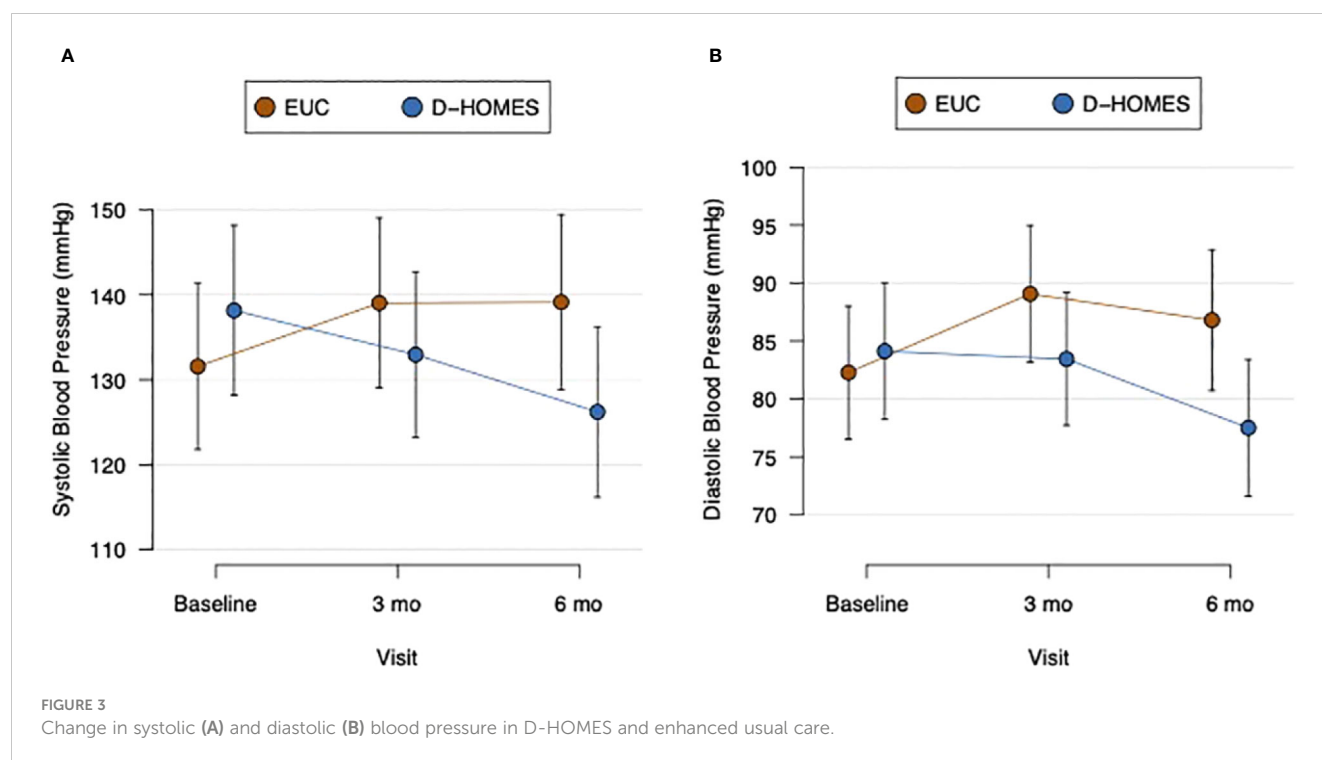 A
EUC D-HOMES
Systolic Blood Pressure (mmHg)
150
140
130
120
110
Baseline 3 mo 6 mo
Visit
B
EUC D-HOMES
Diastolic Blood Pressure (mmHg)
100
95
90
85
80
75
70
Baseline 3 mo 6 mo
Visit
FIGURE 3
Change in systolic (A) and diastolic (B) blood pressure in D-HOMES and enhanced usual care.